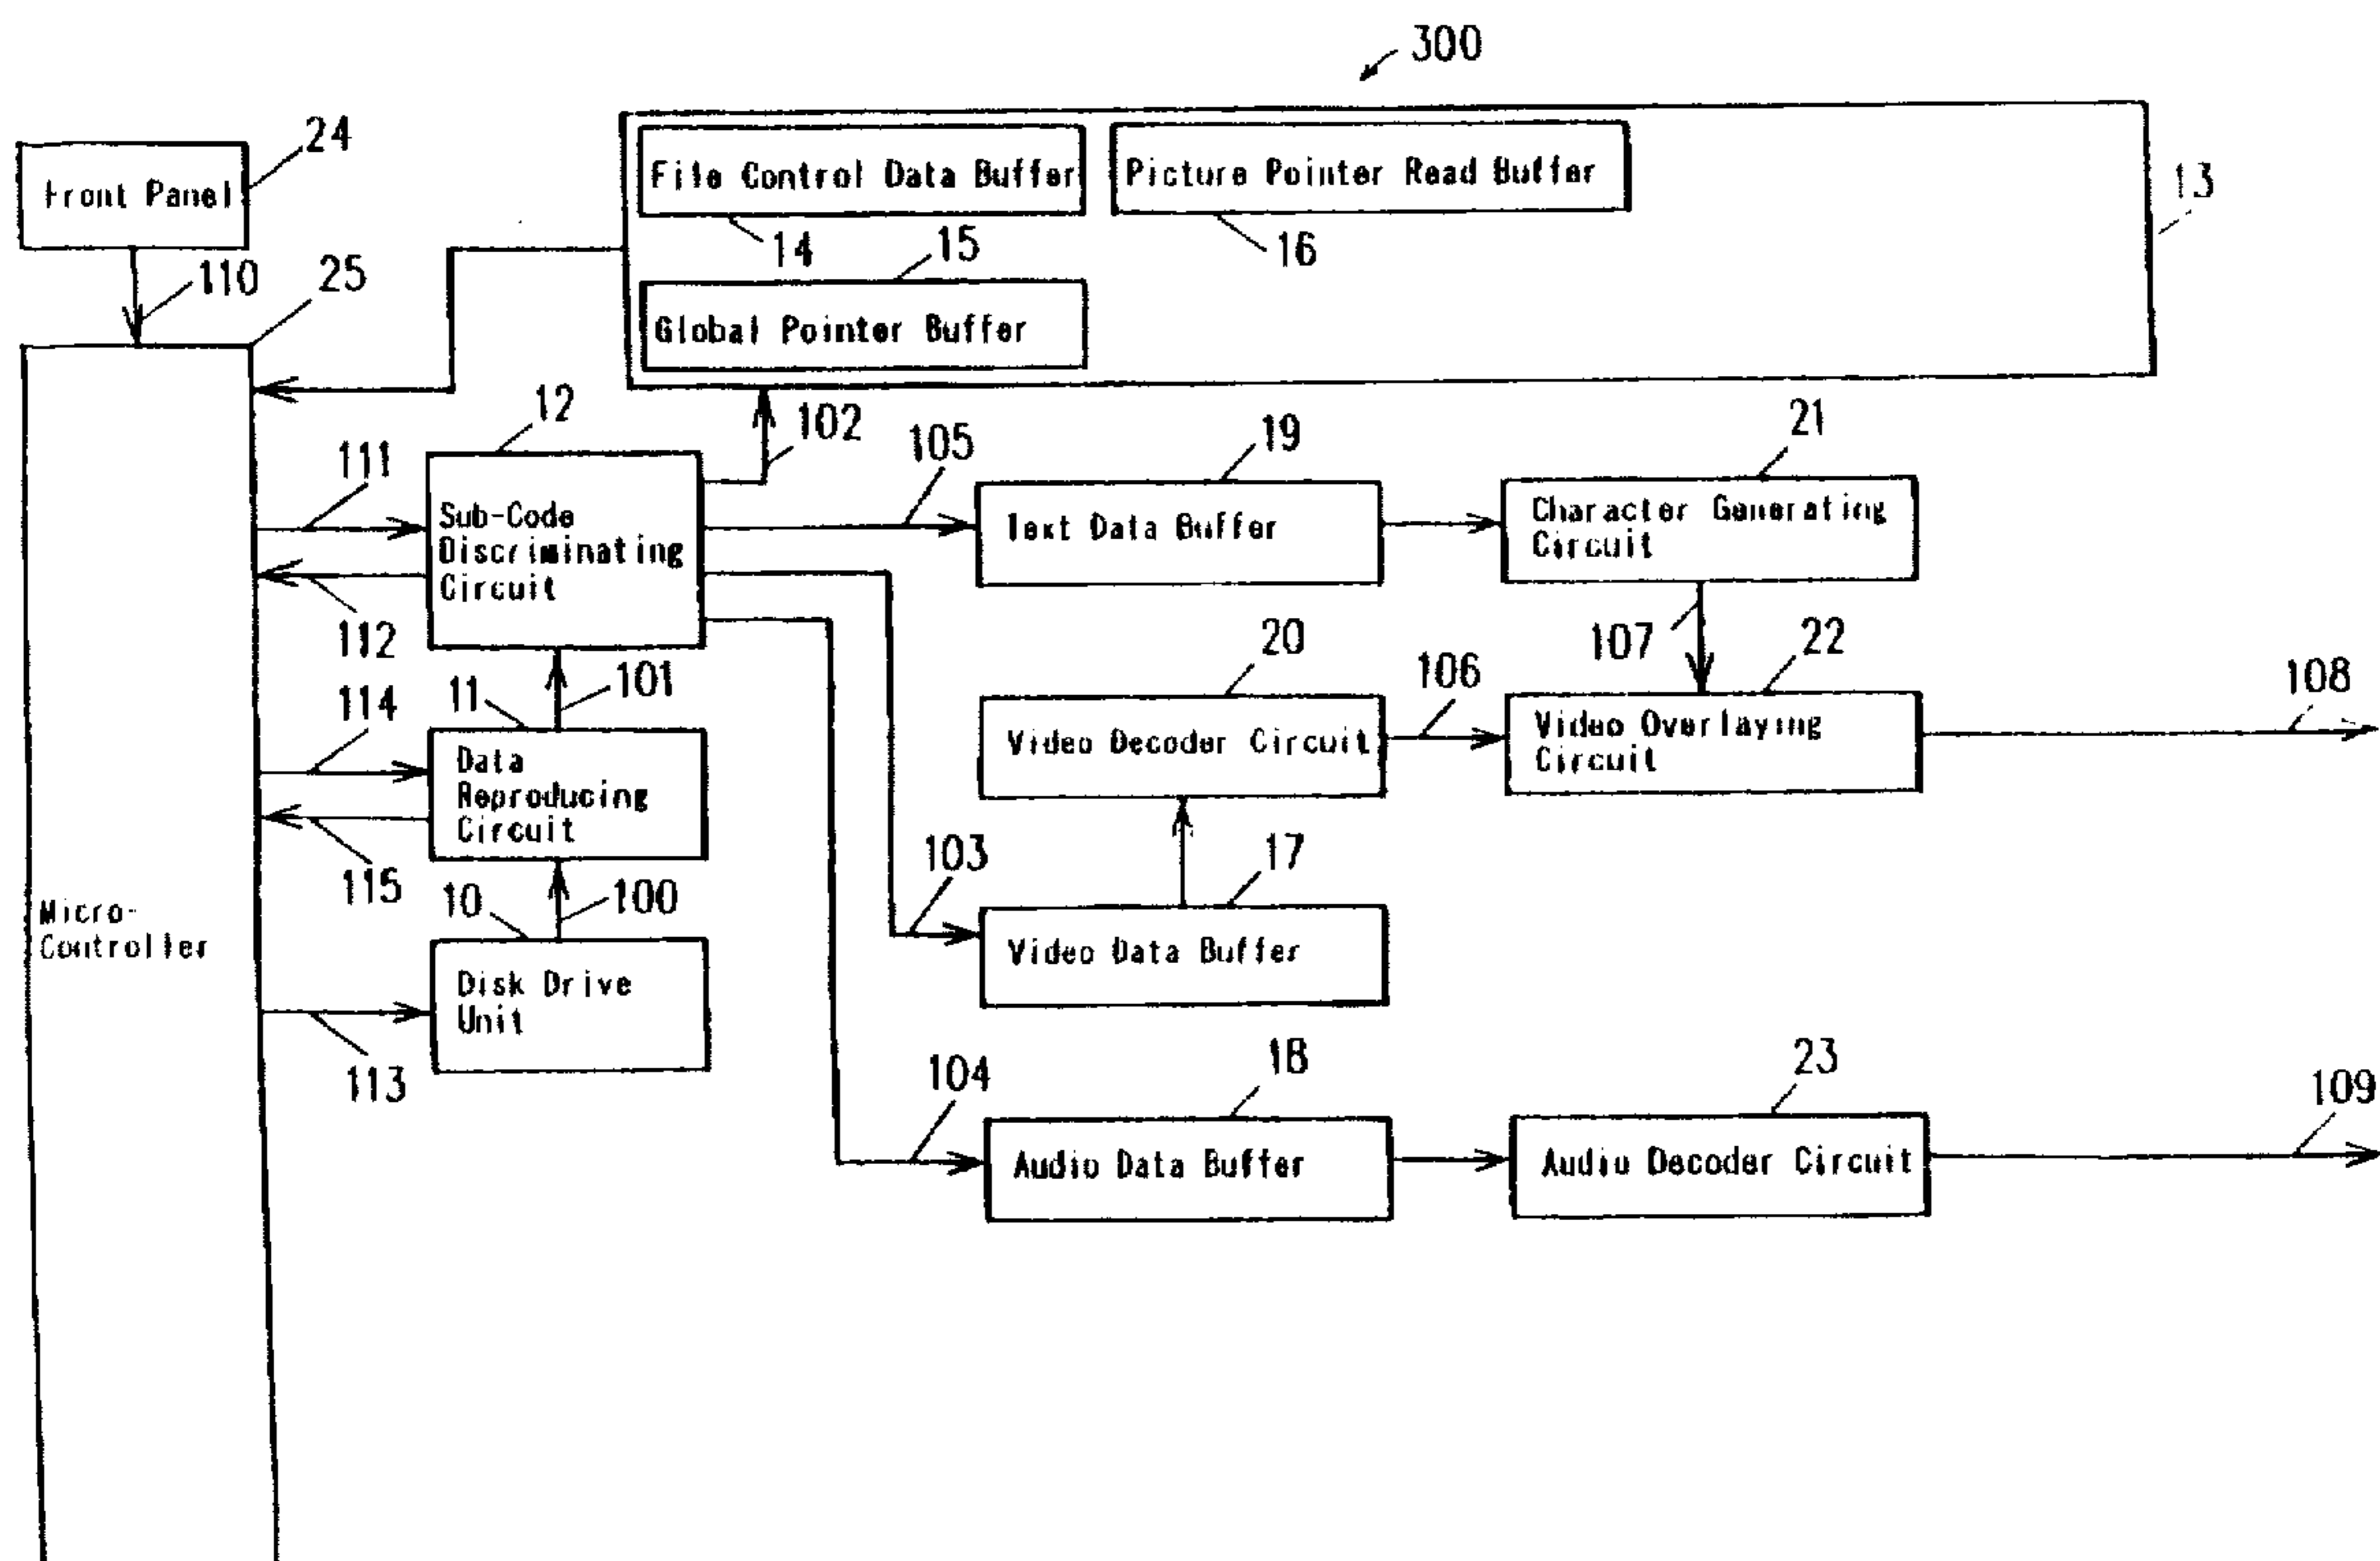 300
24
Front Panel
File Control Data Buffer
Picture Pointer Read Buffer
13
14
15
16
110
25
Global Pointer Buffer
12
102
105
19
21
111
Sub-Code
Discriminating
Circuit
Text Data Buffer
Character Generating
Circuit
112
107
20
106
22
108
114
11
101
Data
Reproducing
Circuit
Video Decoder Circuit
Video Overlaying
Circuit
115
103
17
10
100
Micro-
Controller
Disk Drive
Unit
Video Data Buffer
113
104
18
23
109
Audio Data Buffer
Audio Decoder Circuit